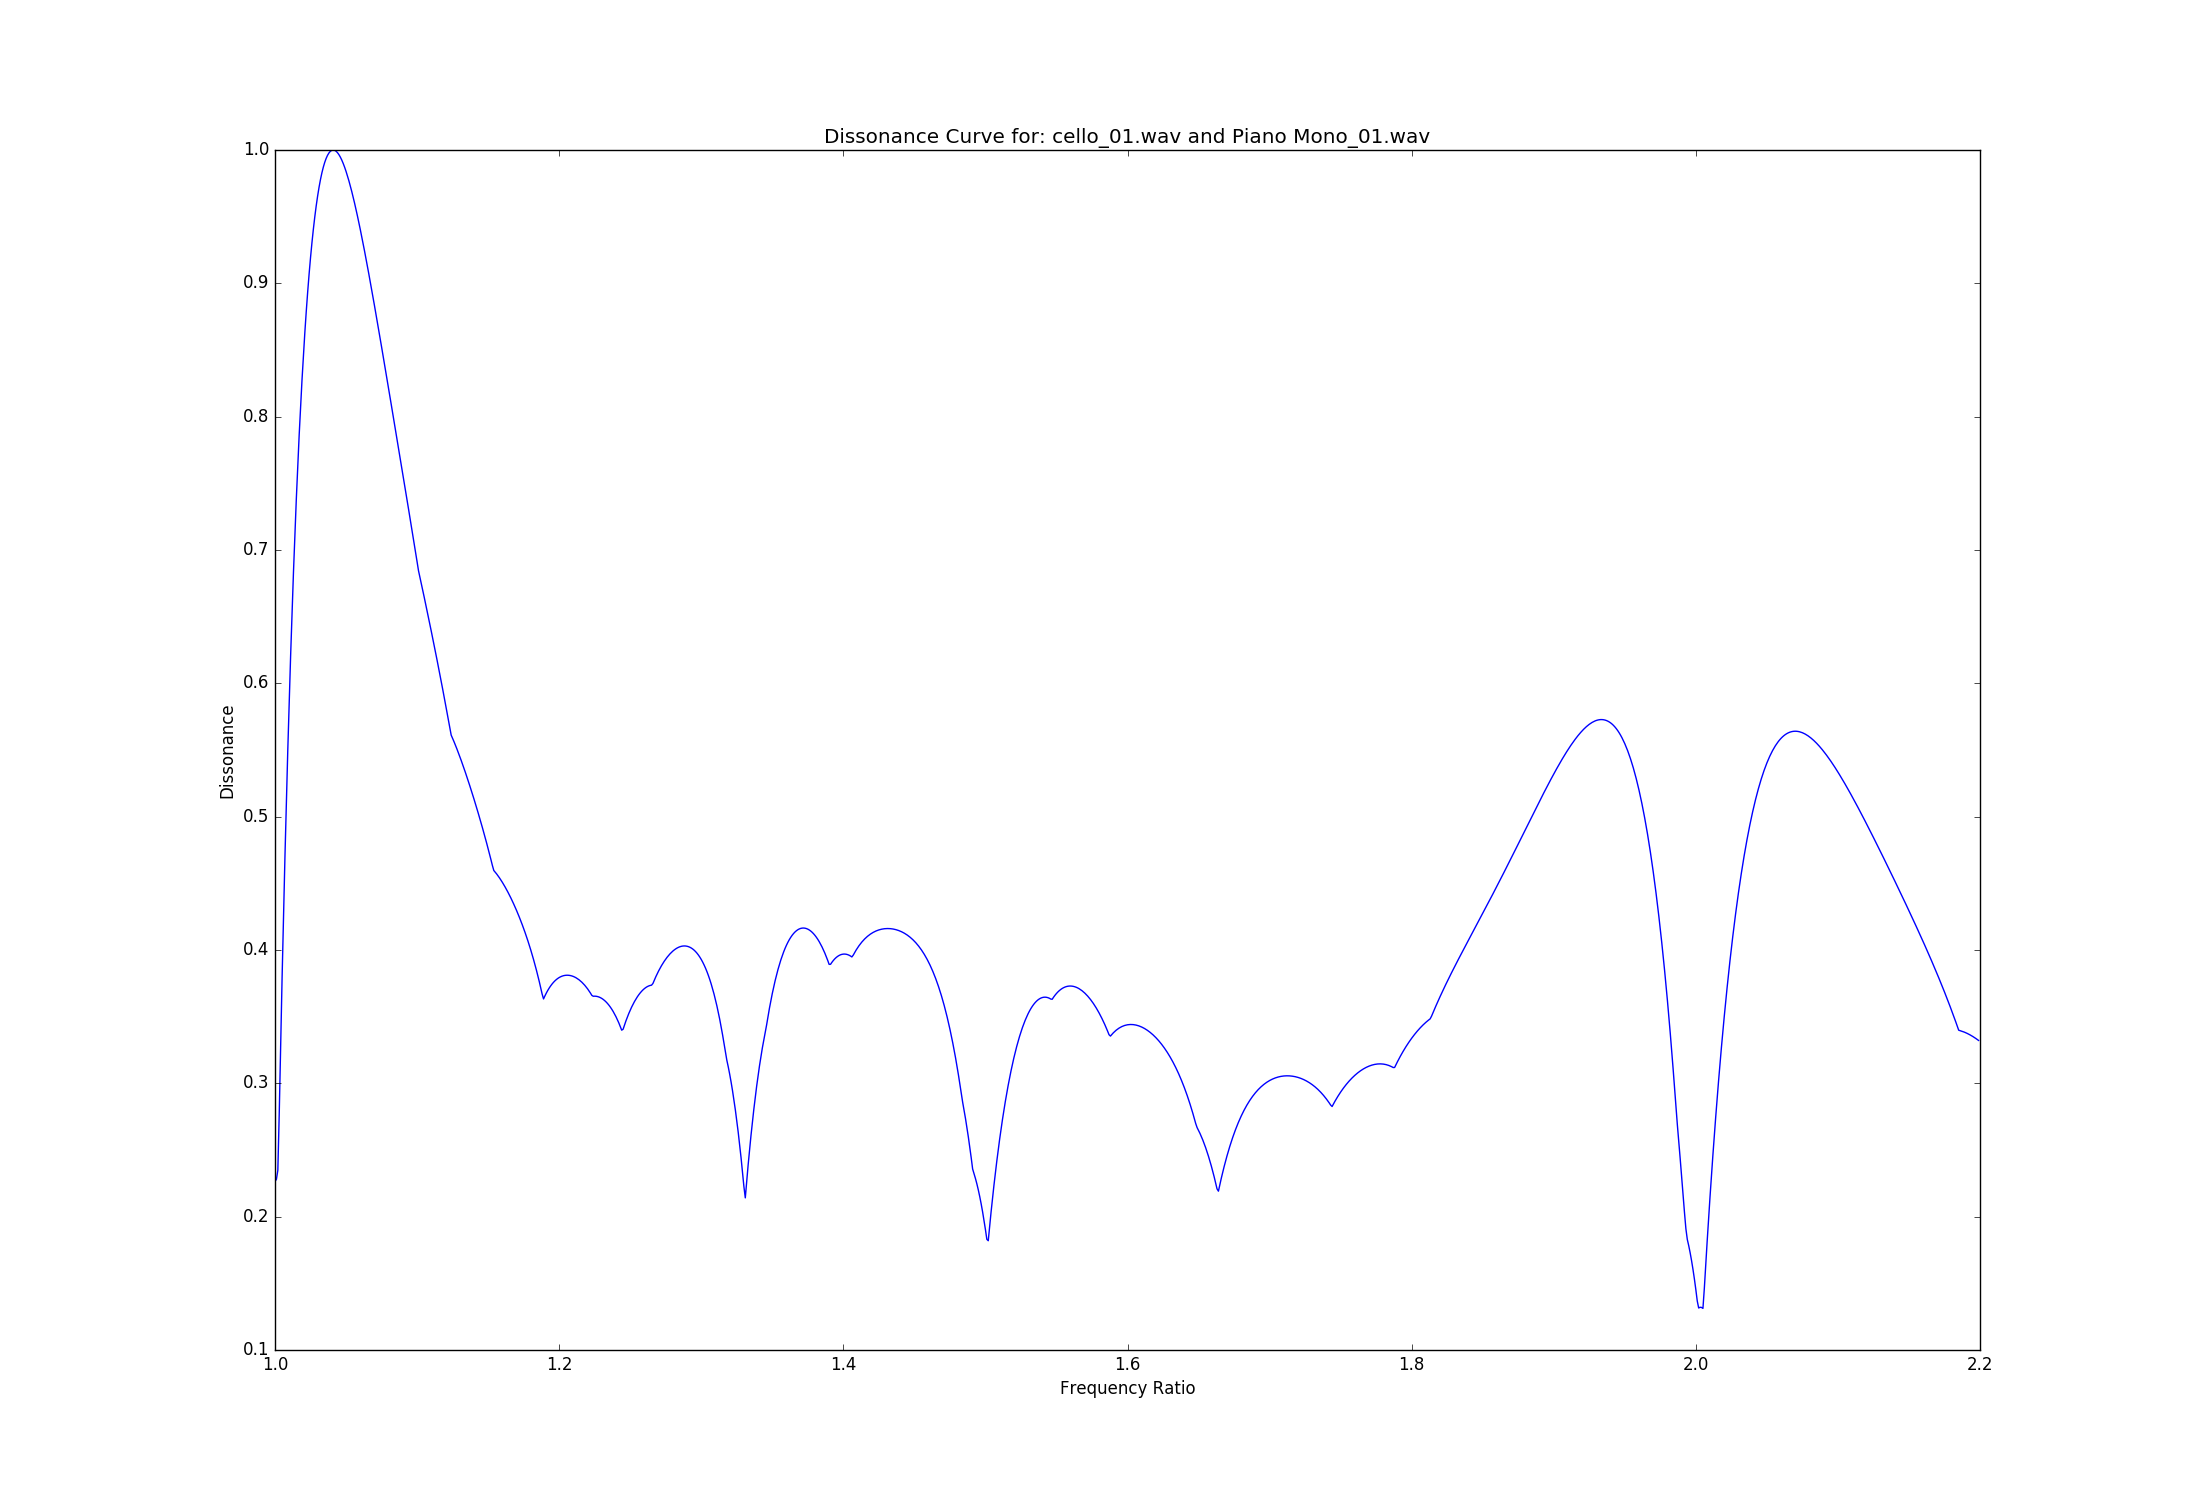 Dissonance Curve for: cello_01.wav and Piano Mono_01.wav
1.0
0.9
0.8
0.7
0.6
0.5
0.4
0.3
0.2
0.1
Dissonance
1.0 1.2 1.4 1.6 1.8 2.0 2.2
Frequency Ratio